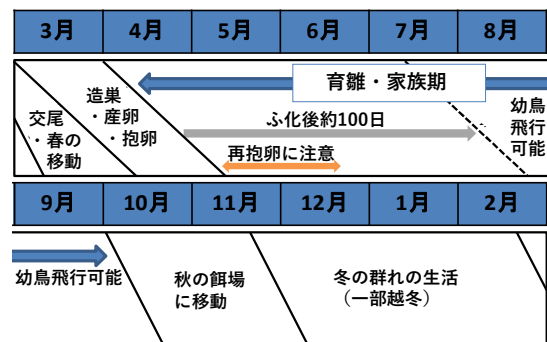 3月 4月 5月 6月 7月 8月
育雛・家族期
造巣
・産卵
・抱卵
交尾
・春の
移動
ふ化後約100日
再抱卵に注意
幼鳥
飛行
可能
9月 10月 11月 12月 1月 2月
幼鳥飛行可能
秋の餌場
に移動
冬の群れの生活
（一部越冬）